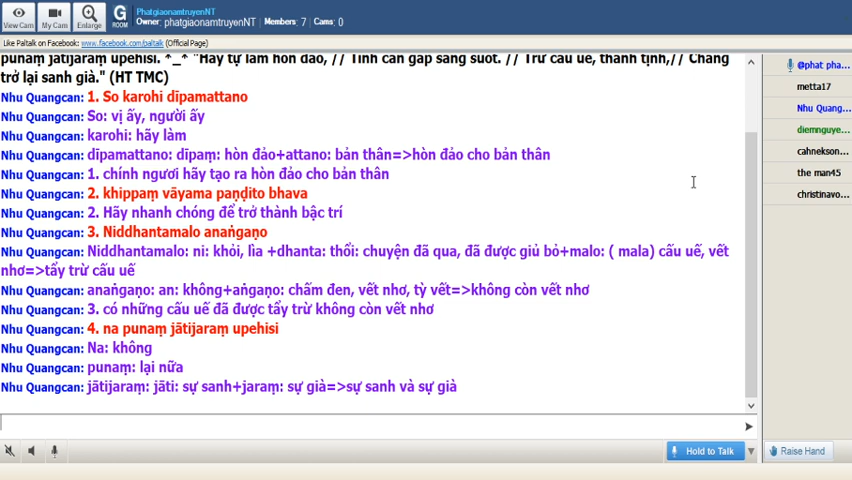 PhatgiaonamtruyenNT
Owner: phatgiaonamtruyenNT Members: 7 Cams: 0
View Cam
My Cam
Enlarge
G
ROOM
Like Paltalk on Facebook: www.facebook.com/paltalk (Official Page)
punaṃ jātijaraṃ upehisi. *_* "Hãy tự làm hòn đảo, // Tinh cần gấp sáng suốt. // Trừ cấu uế, thanh tịnh,// Chẳng
trở lại sanh già." (HT TMC)
Nhu Quangcan: 1. So karohi dīpamattano
Nhu Quangcan: So: vị ấy, người ấy
Nhu Quangcan: karohi: hãy làm
Nhu Quangcan: dīpamattano: dīpaṃ: hòn đảo+attano: bản thân=>hòn đảo cho bản thân
Nhu Quangcan: 1. chính ngươi hãy tạo ra hòn đảo cho bản thân
Nhu Quangcan: 2. khippaṃ vāyama paṇḍito bhava
Nhu Quangcan: 2. Hãy nhanh chóng để trở thành bậc trí
Nhu Quangcan: 3. Niddhantamalo anaṅgaṇo
Nhu Quangcan: Niddhantamalo: ni: khỏi, lìa +dhanta: thổi: chuyện đã qua, đã được giủ bỏ+malo: ( mala) cấu uế, vết
nhơ=>tẩy trừ cấu uế
Nhu Quangcan: anaṅgaṇo: an: không+aṅgaṇo: chấm đen, vết nhơ, tỳ vết=>không còn vết nhơ
Nhu Quangcan: 3. có những cấu uế đã được tẩy trừ không còn vết nhơ
Nhu Quangcan: 4. na punaṃ jātijaraṃ upehisi
Nhu Quangcan: Na: không
Nhu Quangcan: punaṃ: lại nữa
Nhu Quangcan: jātijaraṃ: jāti: sự sanh+jaraṃ: sự già=>sự sanh và sự già
@phat pha...
metta17
Nhu Quang...
diemnguye...
cahnekson...
the man45
christinavo...
Hold to Talk
Raise Hand